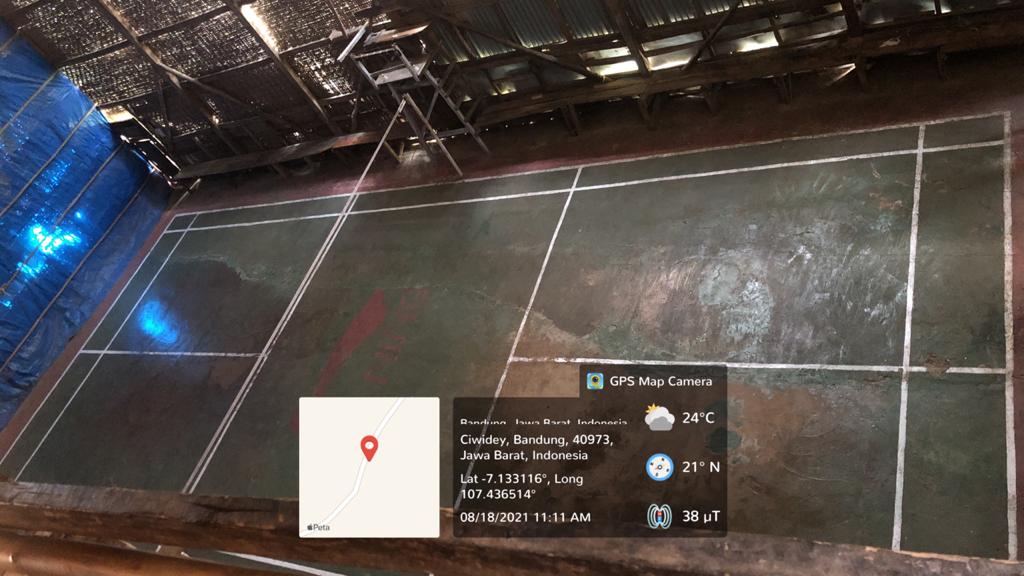 GPS Map Camera
Bandung, Jawa Barat, Indonesia
Ciwidey, Bandung, 40973,
Jawa Barat, Indonesia
Lat -7.133116°, Long
107.436514°
08/18/2021 11:11 AM
24°C
21° N
38 µT
Peta